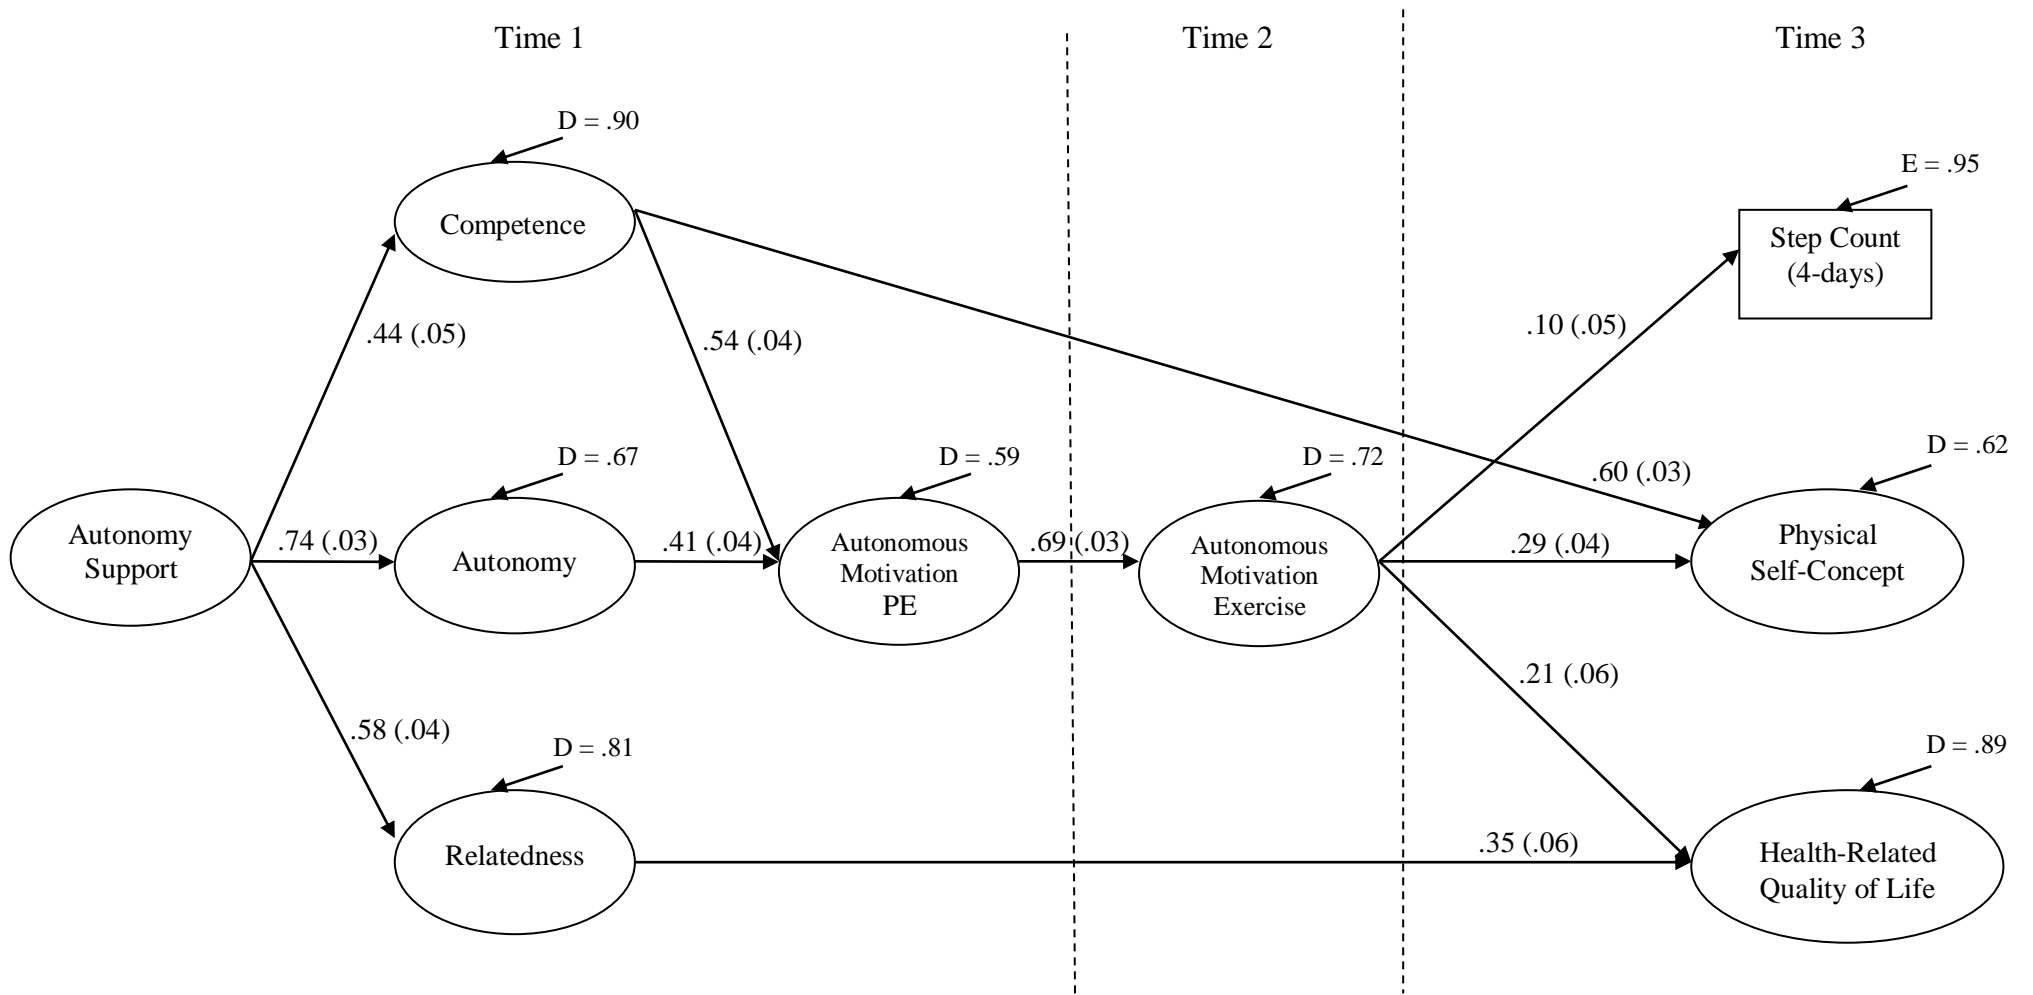 Time 1
Time 2
Time 3
D = .90
E = .95
Competence
Step Count
(4-days)
.44 (.05)
.54 (.04)
.10 (.05)
D = .67
D = .59
D = .72
D = .62
.60 (.03)
Autonomy
Support
.74 (.03)
Autonomy
.41 (.04)
Autonomous
Motivation
PE
.69 (.03)
Autonomous
Motivation
Exercise
.29 (.04)
Physical
Self-Concept
.21 (.06)
.58 (.04)
D = .81
D = .89
Relatedness
.35 (.06)
Health-Related
Quality of Life